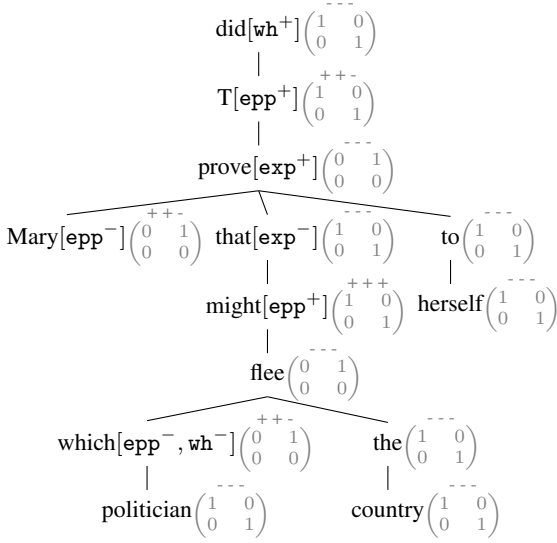 - - -
did[wh⁺] (1 0
0 1)
+ + -
T[epp⁺] (1 0
0 1)
- - -
prove[exp⁺] (0 1
0 0)
+ + - - - - - - -
Mary[epp⁻] (0 1 that[exp⁻] (1 0 to (1 0
0 0) 0 1) 0 1)
+ + + - - -
might[epp⁺] (1 0 herself (1 0
0 1) 0 1)
- - -
flee (0 1
0 0)
+ + - - - -
which[epp⁻, wh⁻] (0 1 the (1 0
0 0) 0 1)
- - - - - -
politician (1 0 country (1 0
0 1) 0 1)